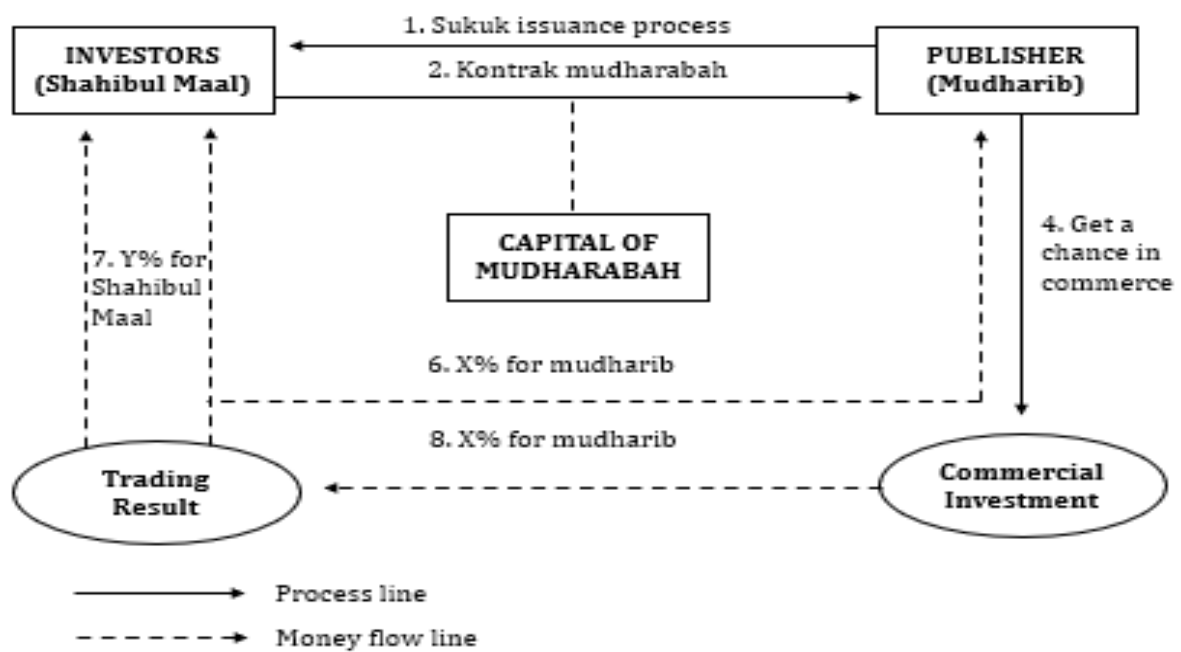 1. Sukuk issuance process
INVESTORS
(Shahibul Maal)
PUBLISHER
(Mudharib)
2. Kontrak mudharabah
CAPITAL OF
MUDHARABAH
4. Get a
chance in
commerce
7. Y% for
Shahibul
Maal
6. X% for mudharib
8. X% for mudharib
Trading
Result
Commercial
Investment
Process line
Money flow line